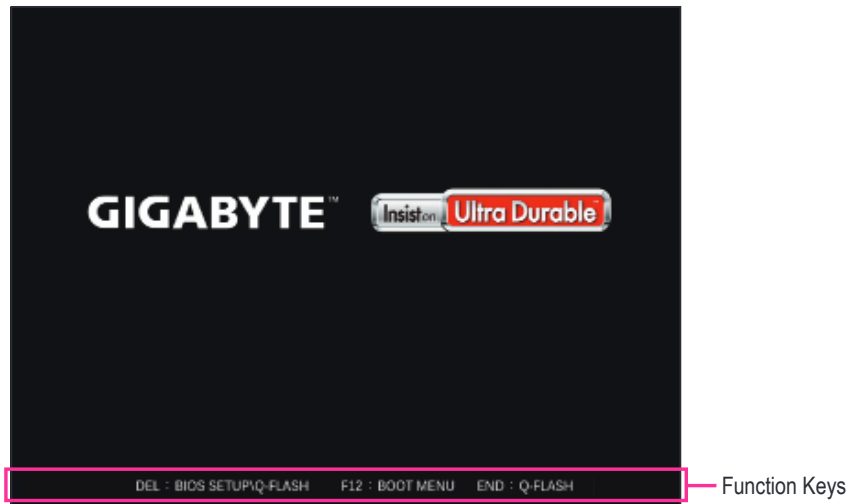 GIGABYTE™ Insist on Ultra Durable™
DEL : BIOS SETUP\Q-FLASH F12 : BOOT MENU END : Q-FLASH
Function Keys